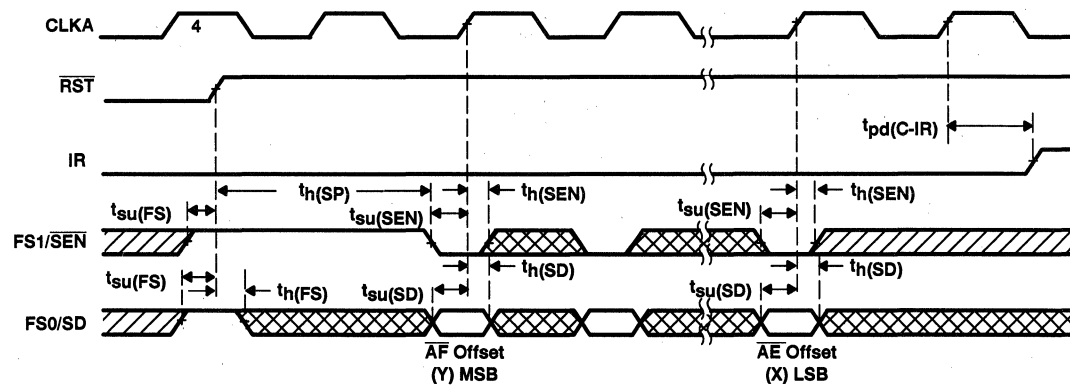 CLKA
4
RST
tpd(C-IR)
IR
th(SP)
th(SEN)
th(SEN)
tsu(FS)
tsu(SEN)
tsu(SEN)
FS1/SEN
tsu(FS)
th(FS)
th(SD)
th(SD)
tsu(SD)
tsu(SD)
FS0/SD
AF Offset
(Y) MSB
AE Offset
(X) LSB